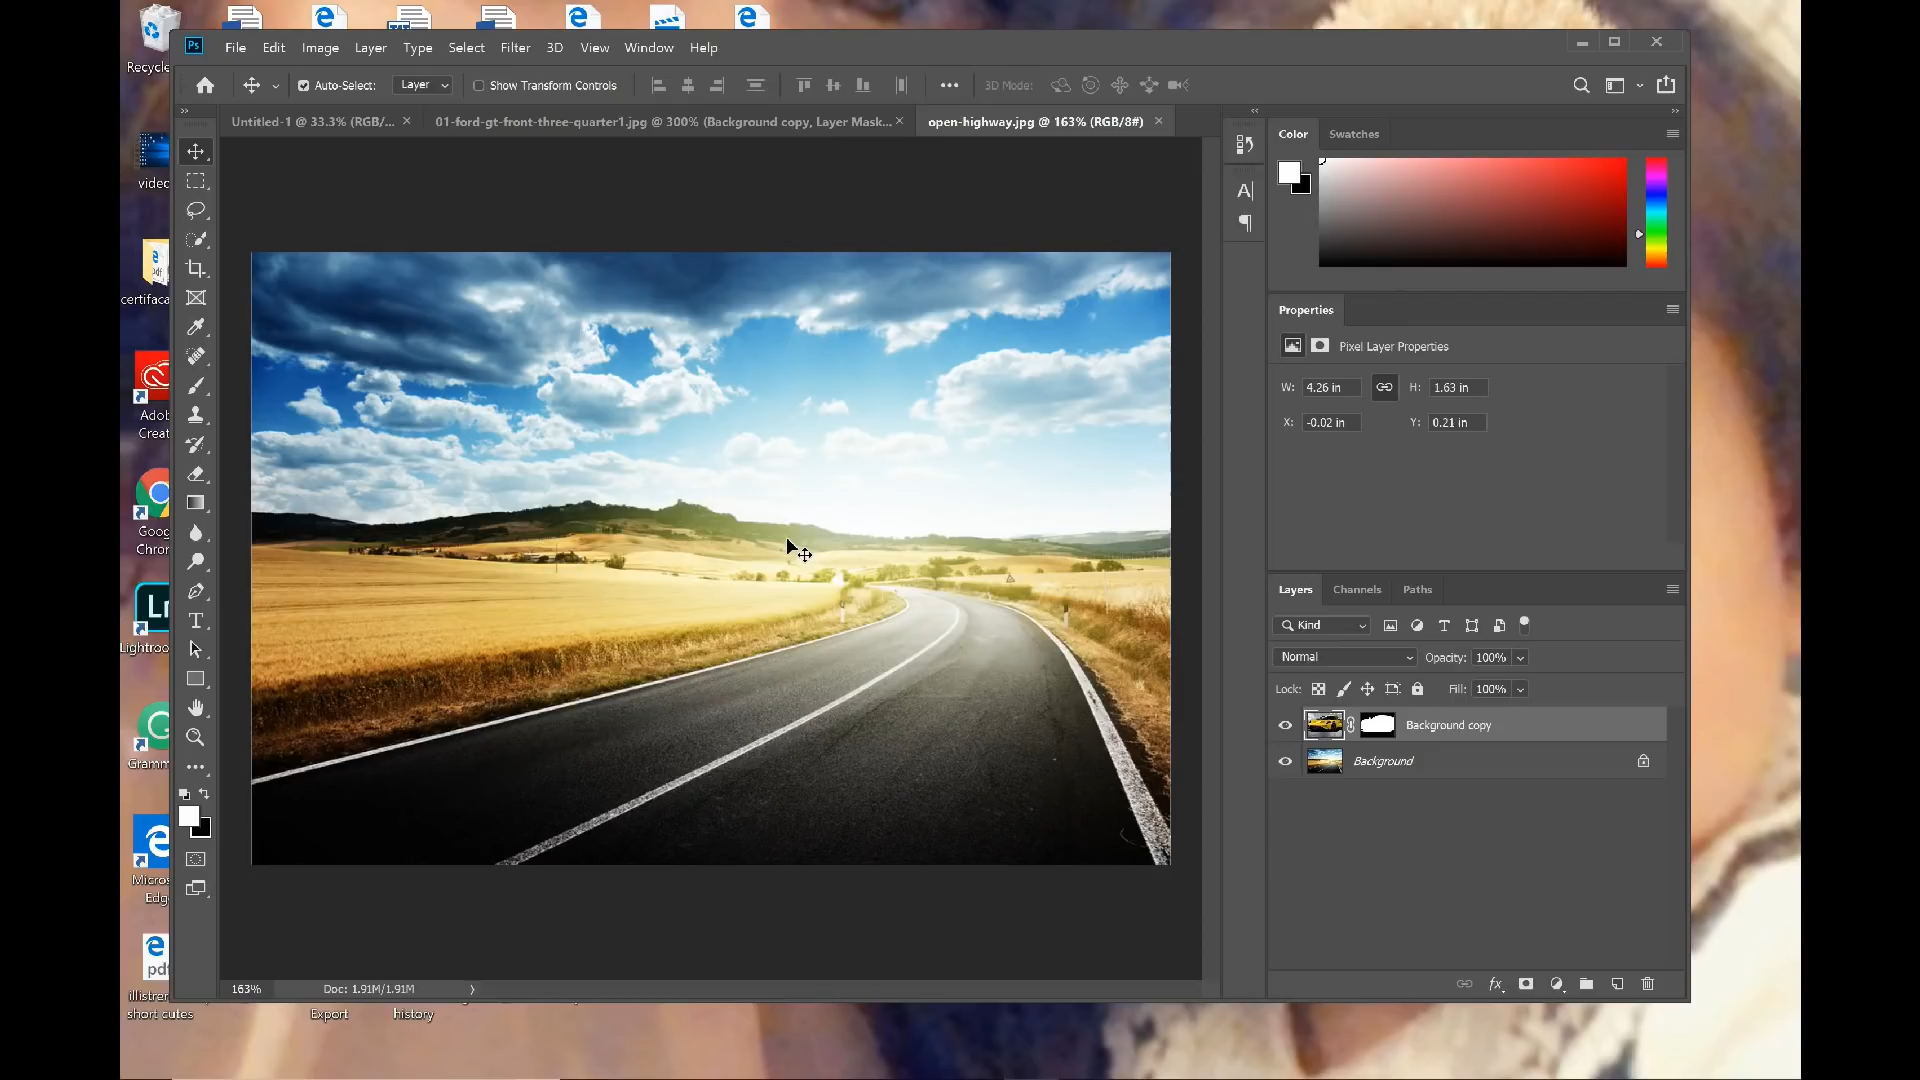 Recycle
Ps
File Edit Image Layer Type Select Filter 3D View Window Help
Auto-Select: Layer Show Transform Controls 3D Mode:
Untitled-1 @ 33.3% (RGB/... × 01-ford-gt-front-three-quarter1.jpg @ 300% (Background copy, Layer Mask... × open-highway.jpg @ 163% (RGB/8#) ×
Color Swatches
video
certifaca
Properties
Pixel Layer Properties
W: 4.26 in H: 1.63 in
X: -0.02 in Y: 0.21 in
Adob
Creat
Goog
Chron
Layers Channels Paths
Kind
Normal Opacity: 100%
Lock: Fill: 100%
Lightroo
Background copy
Background
Gramm
Micros
Edg
pdf
163% Doc: 1.91M/1.91M
illistrer
short cutes
Export
history